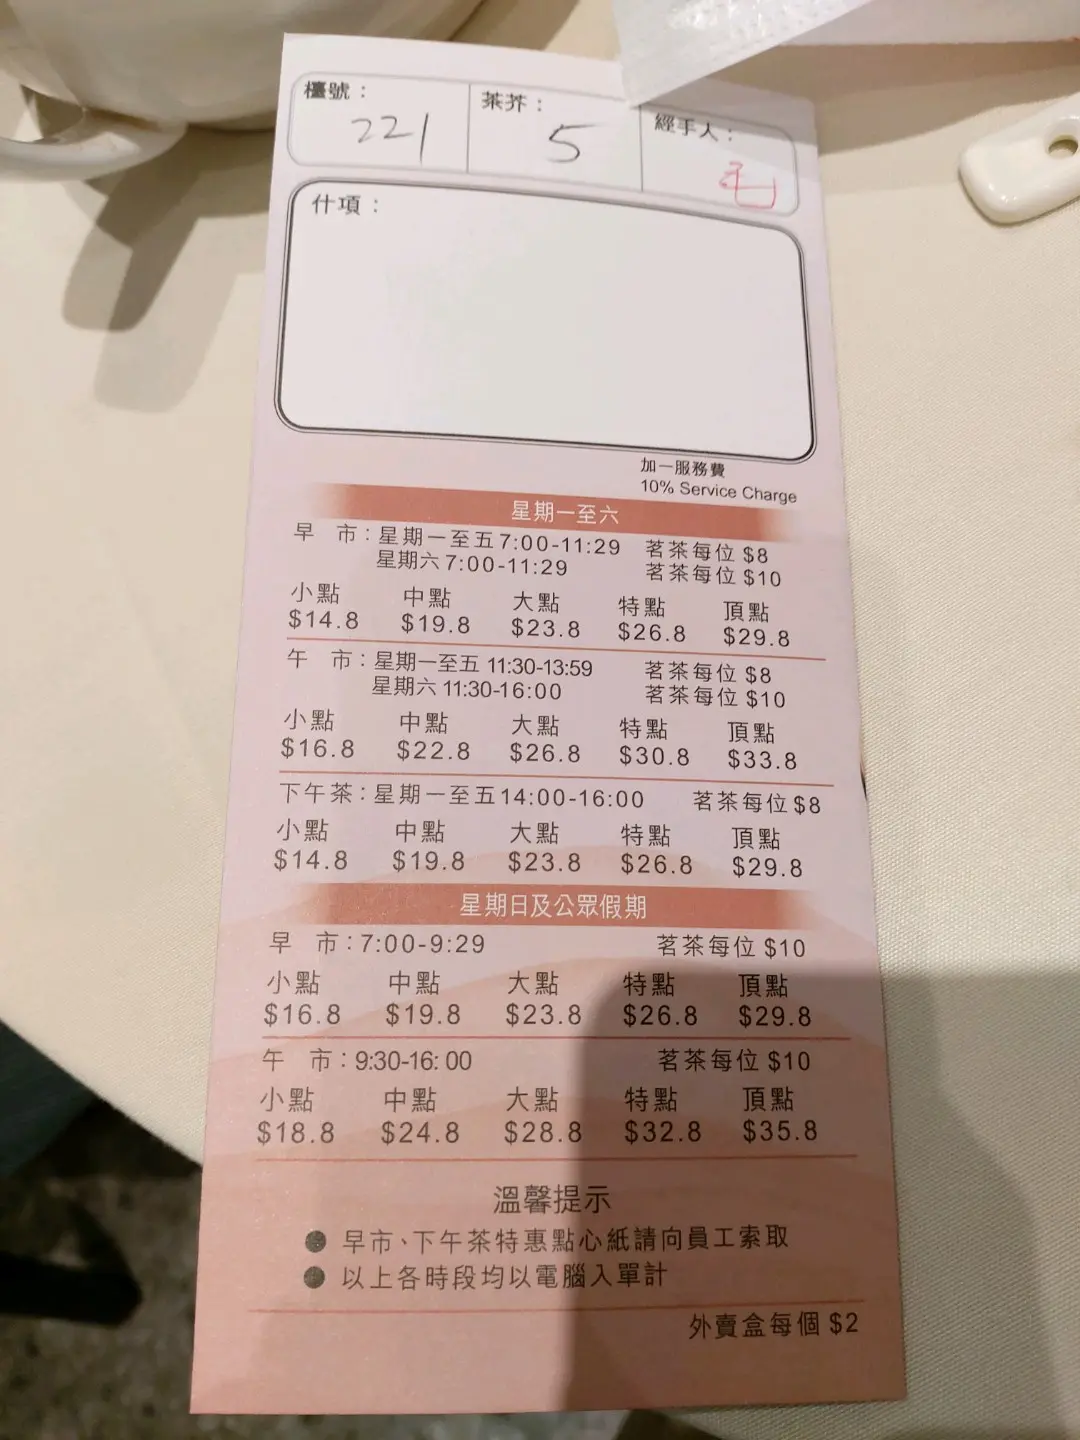 檯號： 茶芥： 經手人：
221 5 毛
什項：
加一服務費
10% Service Charge
星期一至六
早 市：星期一至五7:00-11:29 茗茶每位 $8
星期六7:00-11:29 茗茶每位 $10
小點 中點 大點 特點 頂點
$14.8 $19.8 $23.8 $26.8 $29.8
午 市：星期一至五 11:30-13:59 茗茶每位 $8
星期六 11:30-16:00 茗茶每位 $10
小點 中點 大點 特點 頂點
$16.8 $22.8 $26.8 $30.8 $33.8
下午茶：星期一至五14:00-16:00 茗茶每位$8
小點 中點 大點 特點 頂點
$14.8 $19.8 $23.8 $26.8 $29.8
星期日及公眾假期
早 市：7:00-9:29 茗茶每位 $10
小點 中點 大點 特點 頂點
$16.8 $19.8 $23.8 $26.8 $29.8
午 市：9:30-16:00 茗茶每位 $10
小點 中點 大點 特點 頂點
$18.8 $24.8 $28.8 $32.8 $35.8
溫馨提示
● 早市、下午茶特惠點心紙請向員工索取
● 以上各時段均以電腦入單計
外賣盒每個 $2